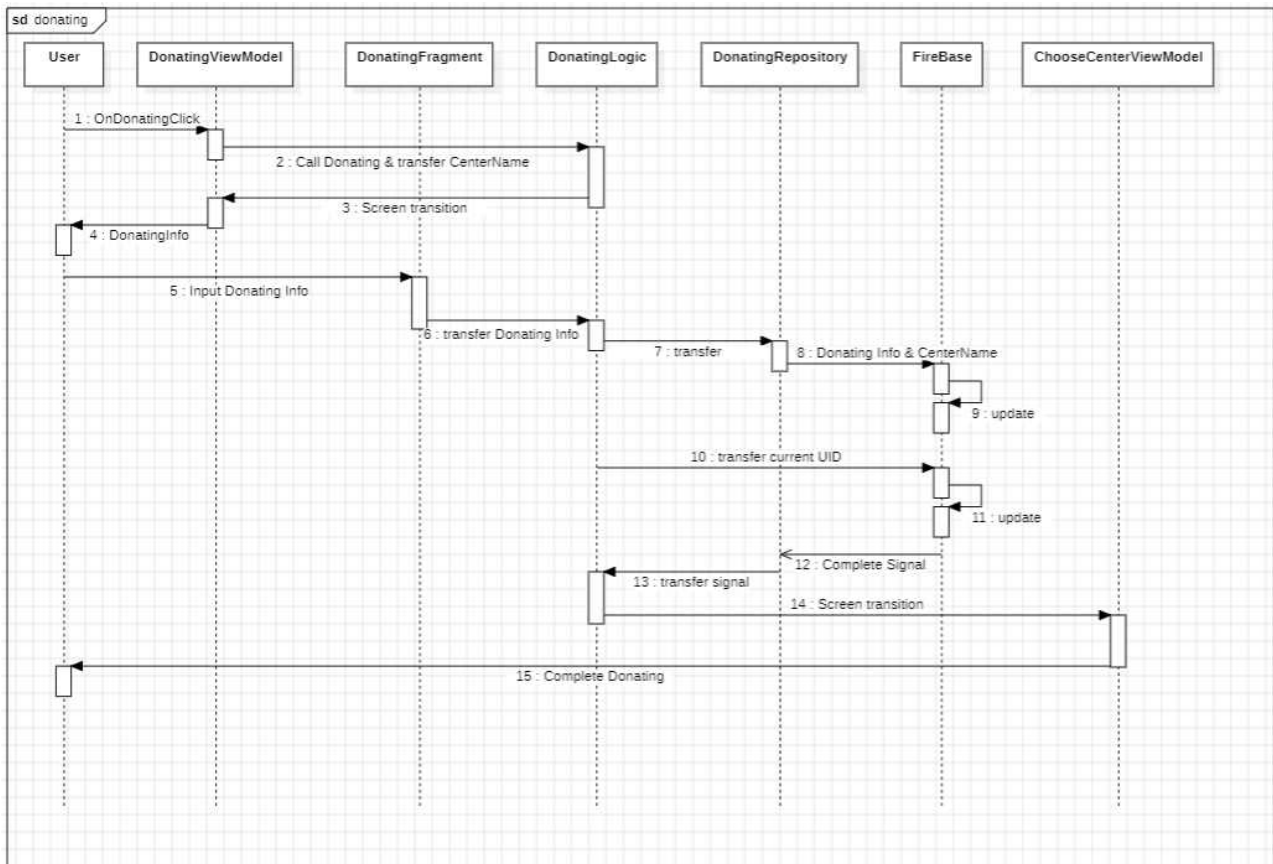 sd donating
User
DonatingViewModel
DonatingFragment
DonatingLogic
DonatingRepository
FireBase
ChooseCenterViewModel
1 : OnDonatingClick
2 : Call Donating & transfer CenterName
3 : Screen transition
4 : DonatingInfo
5 : Input Donating Info
6 : transfer Donating Info
7 : transfer
8 : Donating Info & CenterName
9 : update
10 : transfer current UID
11 : update
12 : Complete Signal
13 : transfer signal
14 : Screen transition
15 : Complete Donating